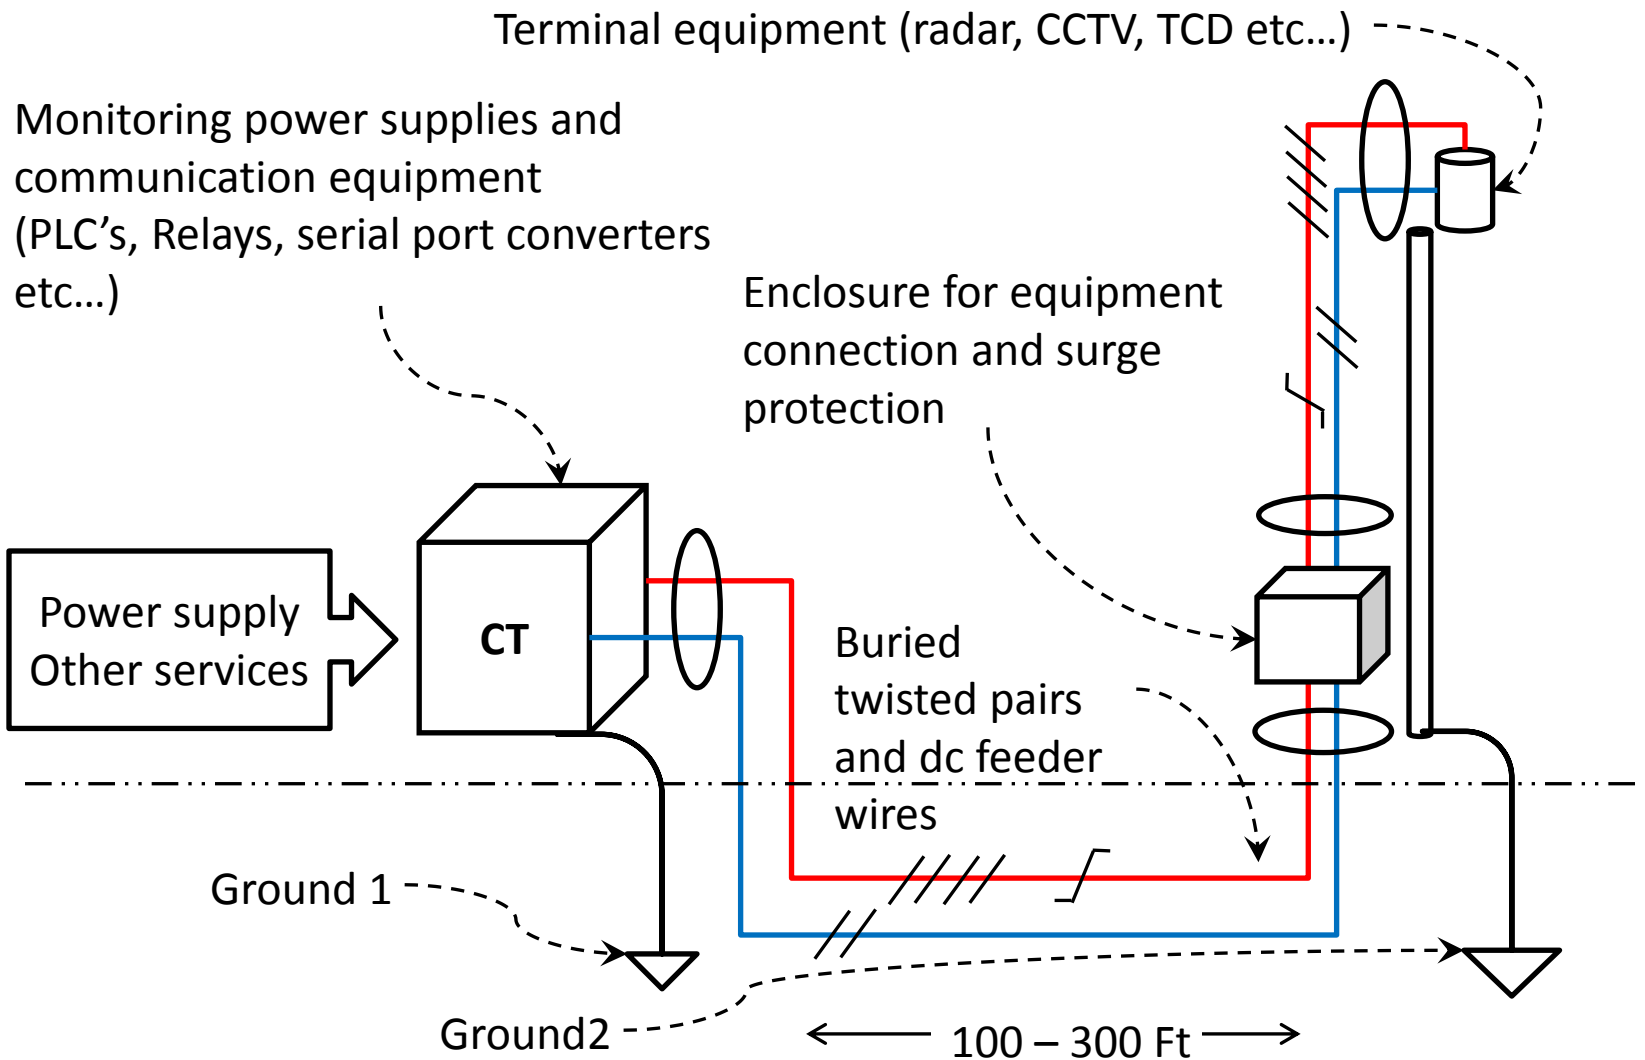 Terminal equipment (radar, CCTV, TCD etc…)
Monitoring power supplies and
communication equipment
(PLC’s, Relays, serial port converters
etc…)
Enclosure for equipment
connection and surge
protection
Power supply
Other services
CT
Buried
twisted pairs
and dc feeder
wires
Ground 1
Ground2
100 – 300 Ft